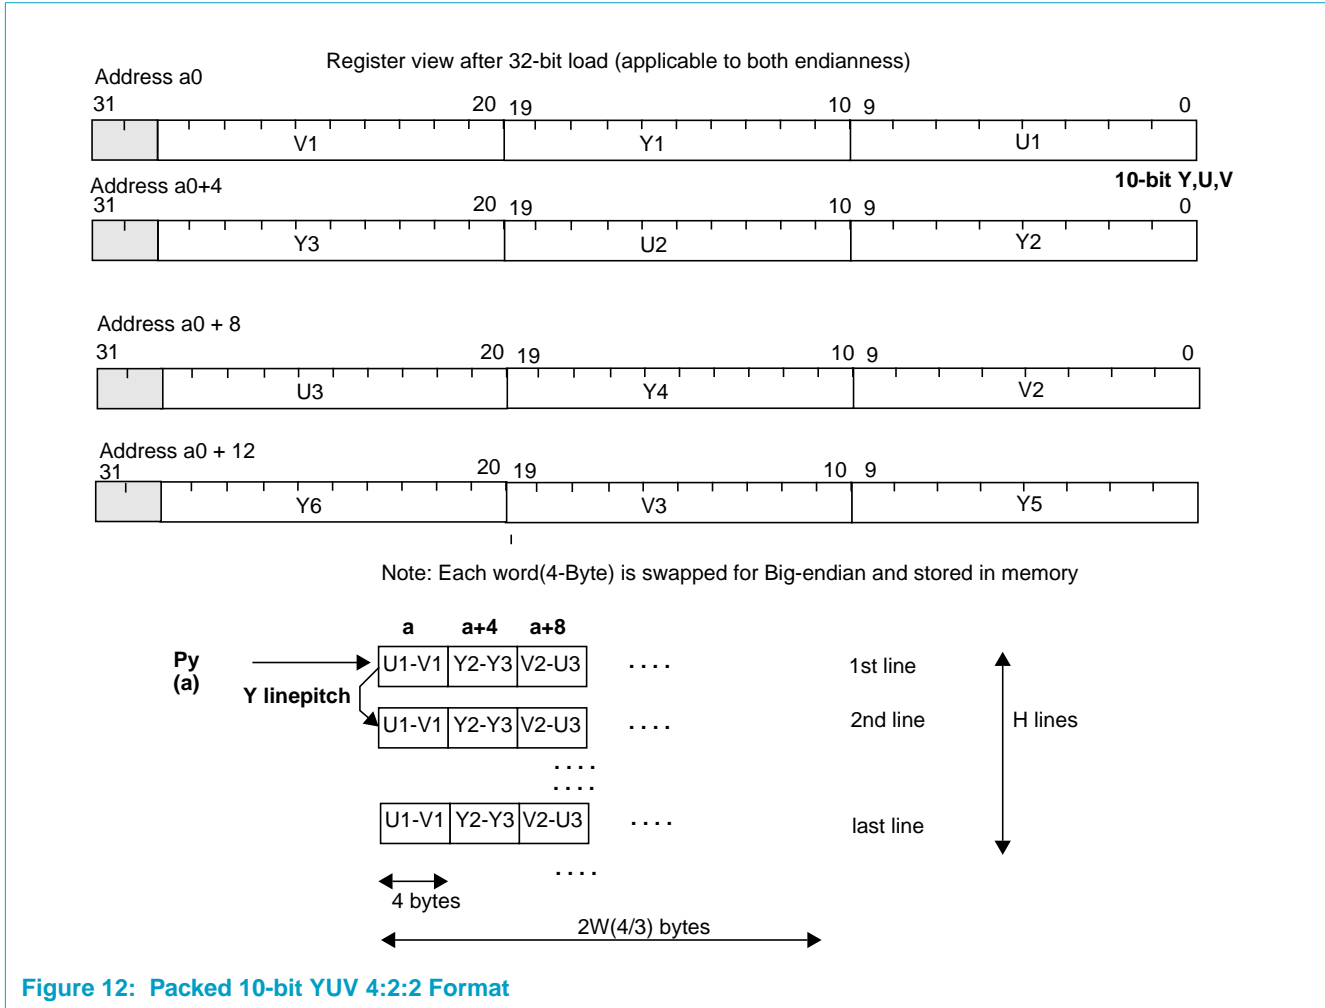 Register view after 32-bit load (applicable to both endianness)
Address a0
31 20 19 10 9 0
V1 Y1 U1
10-bit Y,U,V
Address a0+4
31 20 19 10 9 0
Y3 U2 Y2
Address a0 + 8
31 20 19 10 9 0
U3 Y4 V2
Address a0 + 12
31 20 19 10 9
Y6 V3 Y5
Note: Each word(4-Byte) is swapped for Big-endian and stored in memory
a a+4 a+8
Py
(a)
U1-V1 Y2-Y3 V2-U3 .... 1st line
Y linepitch
U1-V1 Y2-Y3 V2-U3 .... 2nd line
H lines
....
....
U1-V1 Y2-Y3 V2-U3 .... last line
....
4 bytes
2W(4/3) bytes
Figure 12: Packed 10-bit YUV 4:2:2 Format